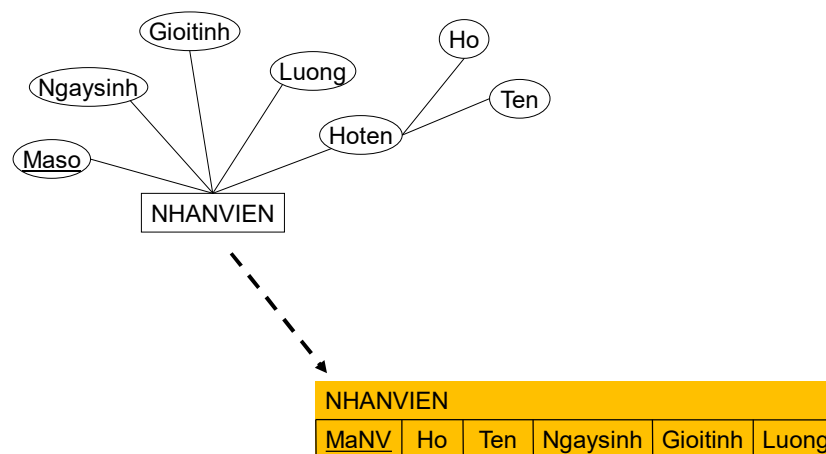 Gioitinh
Ho
Luong
Ngaysinh
Ten
Hoten
Maso
NHANVIEN
NHANVIEN
MaNV Ho Ten Ngaysinh Gioitinh Luong